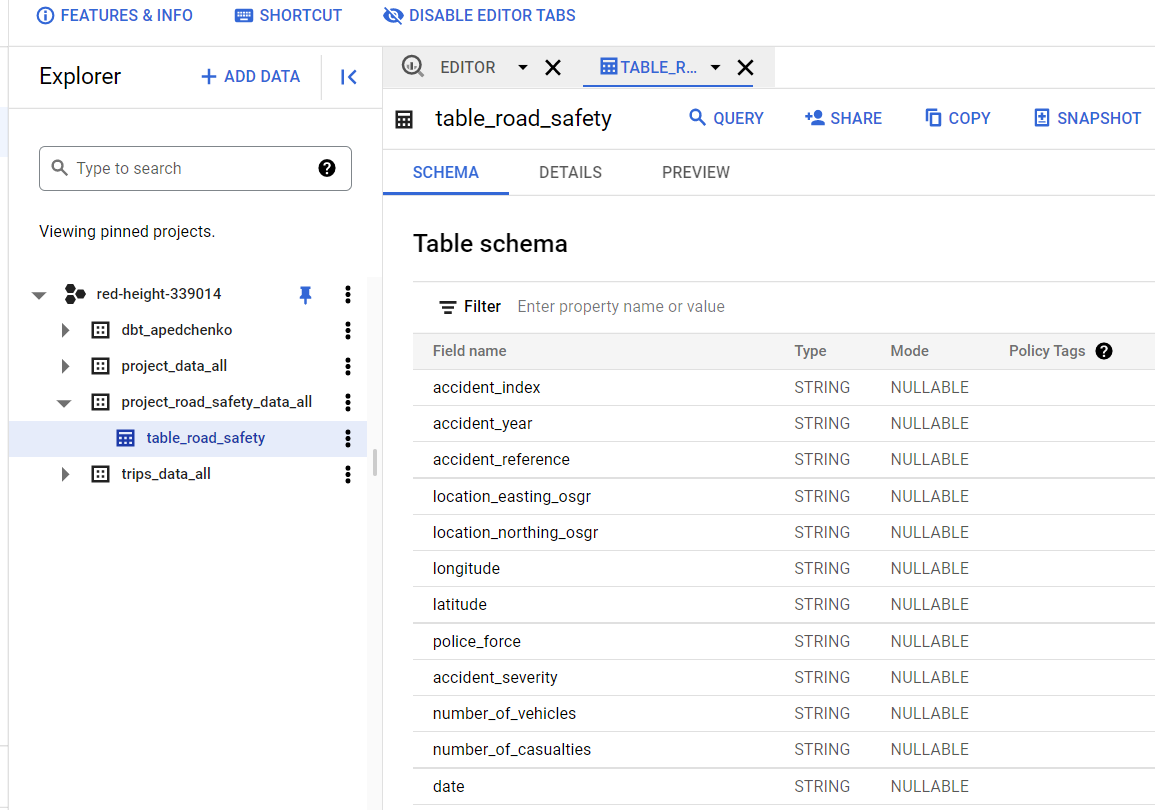 FEATURES & INFO SHORTCUT DISABLE EDITOR TABS
Explorer
+ ADD DATA
Type to search
Viewing pinned projects.
red-height-339014
dbt_apedchenko
project_data_all
project_road_safety_data_all
table_road_safety
trips_data_all
EDITOR
TABLE_R...
table_road_safety
QUERY SHARE COPY SNAPSHOT
SCHEMA DETAILS PREVIEW
Table schema
Filter Enter property name or value
Field name Type Mode Policy Tags
accident_index STRING NULLABLE
accident_year STRING NULLABLE
accident_reference STRING NULLABLE
location_easting_osgr STRING NULLABLE
location_northing_osgr STRING NULLABLE
longitude STRING NULLABLE
latitude STRING NULLABLE
police_force STRING NULLABLE
accident_severity STRING NULLABLE
number_of_vehicles STRING NULLABLE
number_of_casualties STRING NULLABLE
date STRING NULLABLE